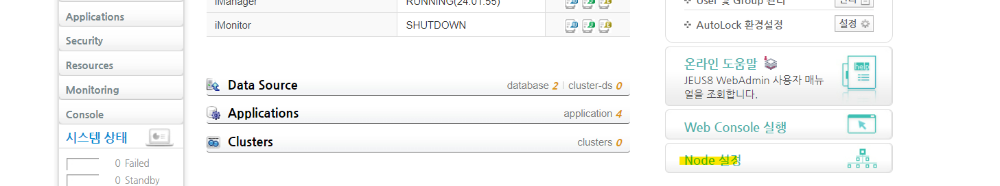 iManager RUNNING(24:01:55)
User 및 Group 관리
Applications
iMonitor SHUTDOWN
AutoLock 환경설정 설정
Security
Resources
온라인 도움말
help
JEUS8 WebAdmin 사용자 매뉴
얼을 조회합니다.
Monitoring
Data Source database 2 | cluster-ds 0
Console
Applications application 4
Web Console 실행
시스템 상태
Clusters clusters 0
Node 설정
0 Failed
0 Standby